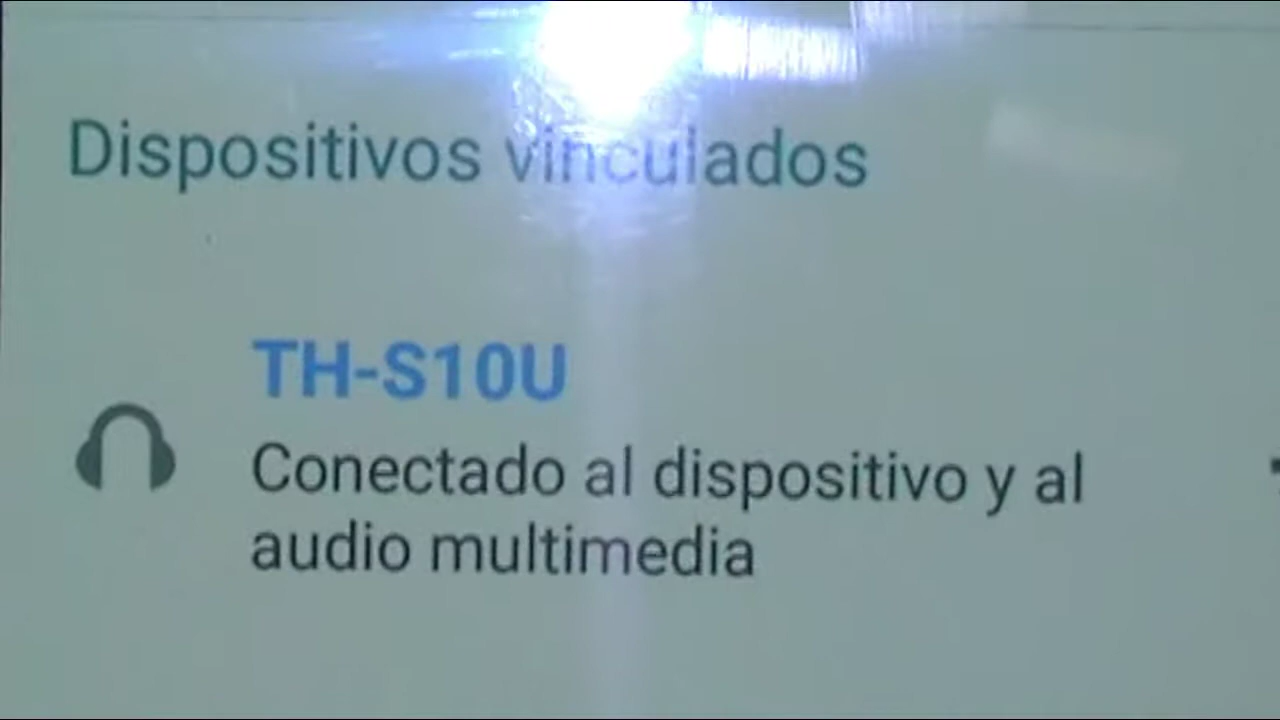 Dispositivos vinculados
TH-S10U
Conectado al dispositivo y al
audio multimedia